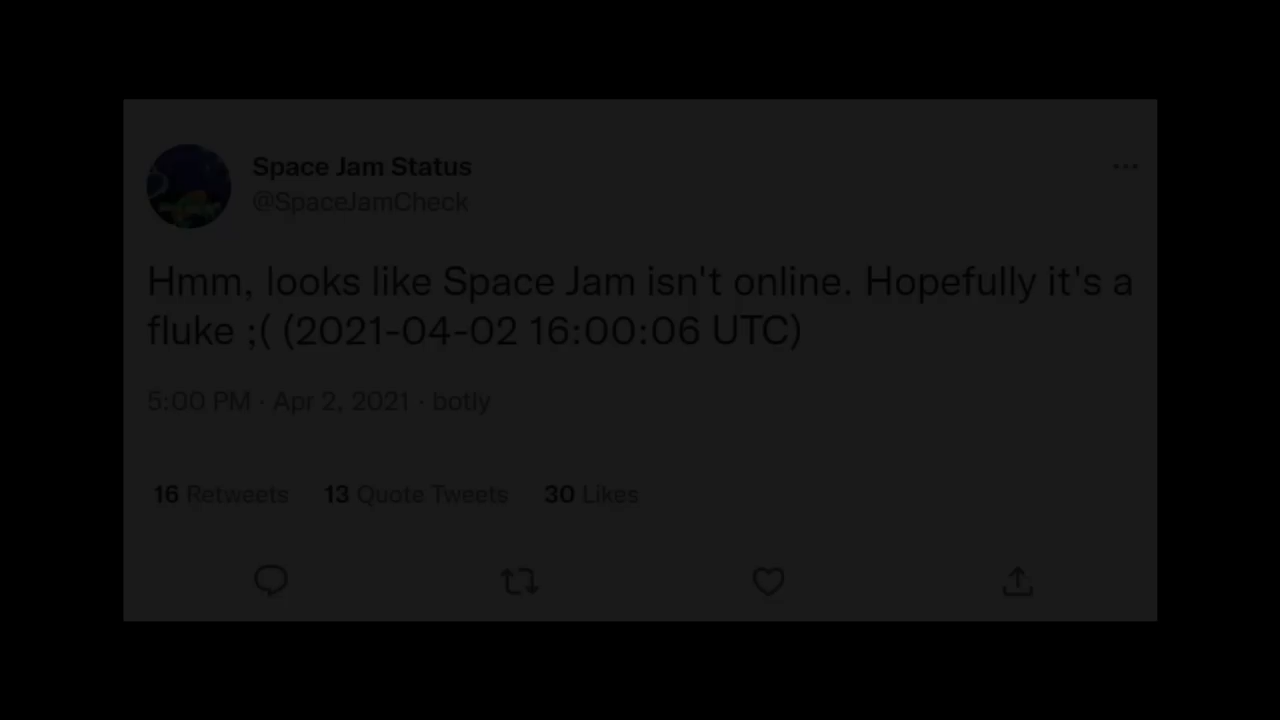 Space Jam Status
@SpaceJamCheck
Hmm, looks like Space Jam isn't online. Hopefully it's a
fluke ;( (2021-04-02 16:00:06 UTC)
5:00 PM · Apr 2, 2021 · botly
16 Retweets 13 Quote Tweets 30 Likes